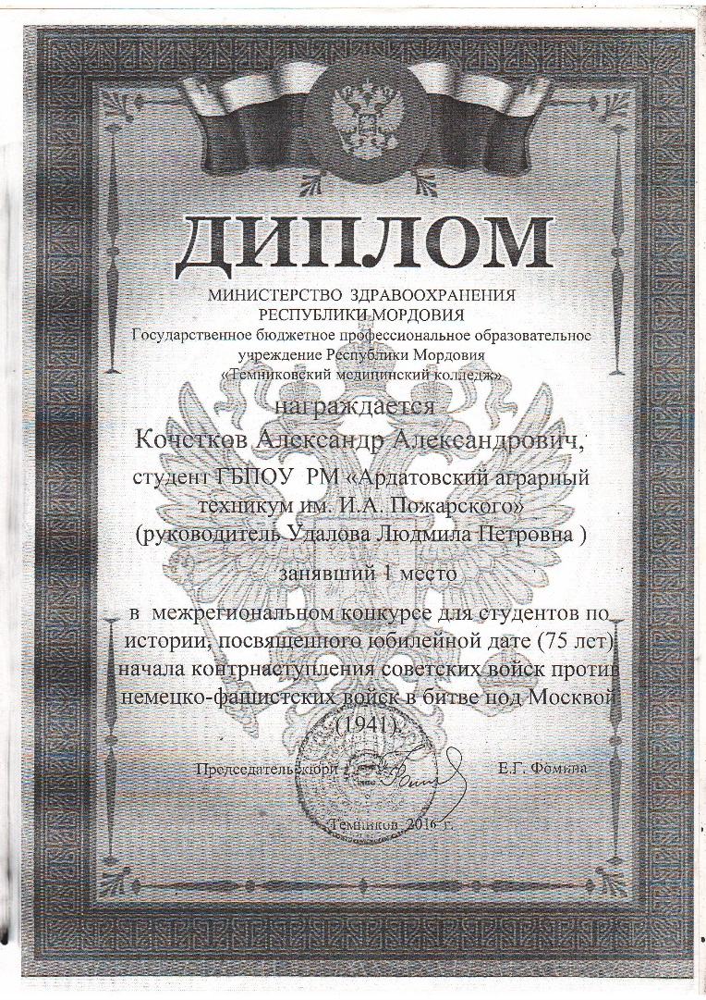 ДИПЛОМ
МИНИСТЕРСТВО ЗДРАВООХРАНЕНИЯ
РЕСПУБЛИКИ МОРДОВИЯ
Государственное бюджетное профессиональное образовательное
учреждение Республики Мордовия
«Темниковский медицинский колледж»
награждается
Кочетков Александр Александрович,
студент ГБПОУ РМ «Ардатовский аграрный
техникум им. И.А. Пожарского»
(руководитель Удалова Людмила Петровна )
занявший 1 место
в межрегиональном конкурсе для студентов по
истории, посвященного юбилейной дате (75 лет)
начала контрнаступления советских войск против
немецко-фашистских войск в битве под Москвой
(1941).
Председатель жюри Е.Г. Фомина
Темников 2016 г.